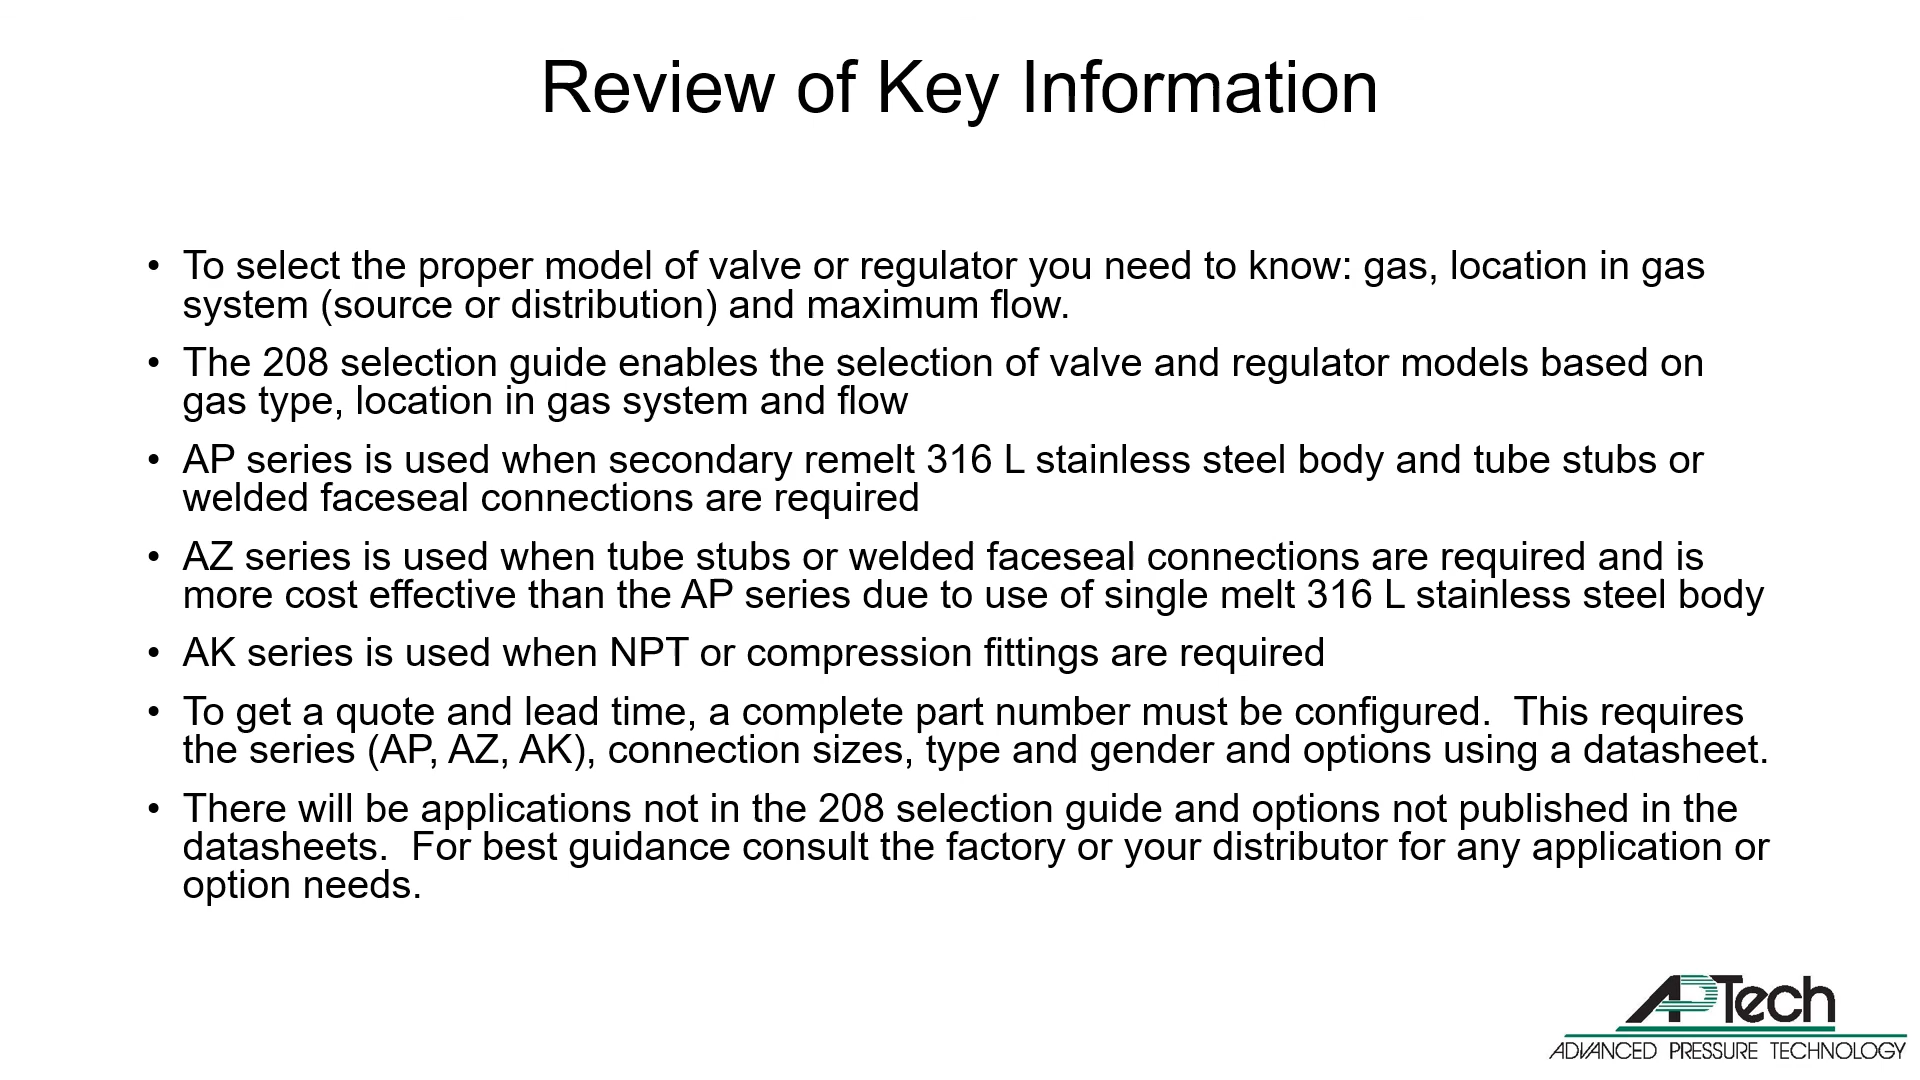 Review of Key Information
• To select the proper model of valve or regulator you need to know: gas, location in gas
system (source or distribution) and maximum flow.
• The 208 selection guide enables the selection of valve and regulator models based on
gas type, location in gas system and flow
• AP series is used when secondary remelt 316 L stainless steel body and tube stubs or
welded faceseal connections are required
• AZ series is used when tube stubs or welded faceseal connections are required and is
more cost effective than the AP series due to use of single melt 316 L stainless steel body
• AK series is used when NPT or compression fittings are required
• To get a quote and lead time, a complete part number must be configured.  This requires
the series (AP, AZ, AK), connection sizes, type and gender and options using a datasheet.
• There will be applications not in the 208 selection guide and options not published in the
datasheets.  For best guidance consult the factory or your distributor for any application or
option needs.
APTech
ADVANCED PRESSURE TECHNOLOGY